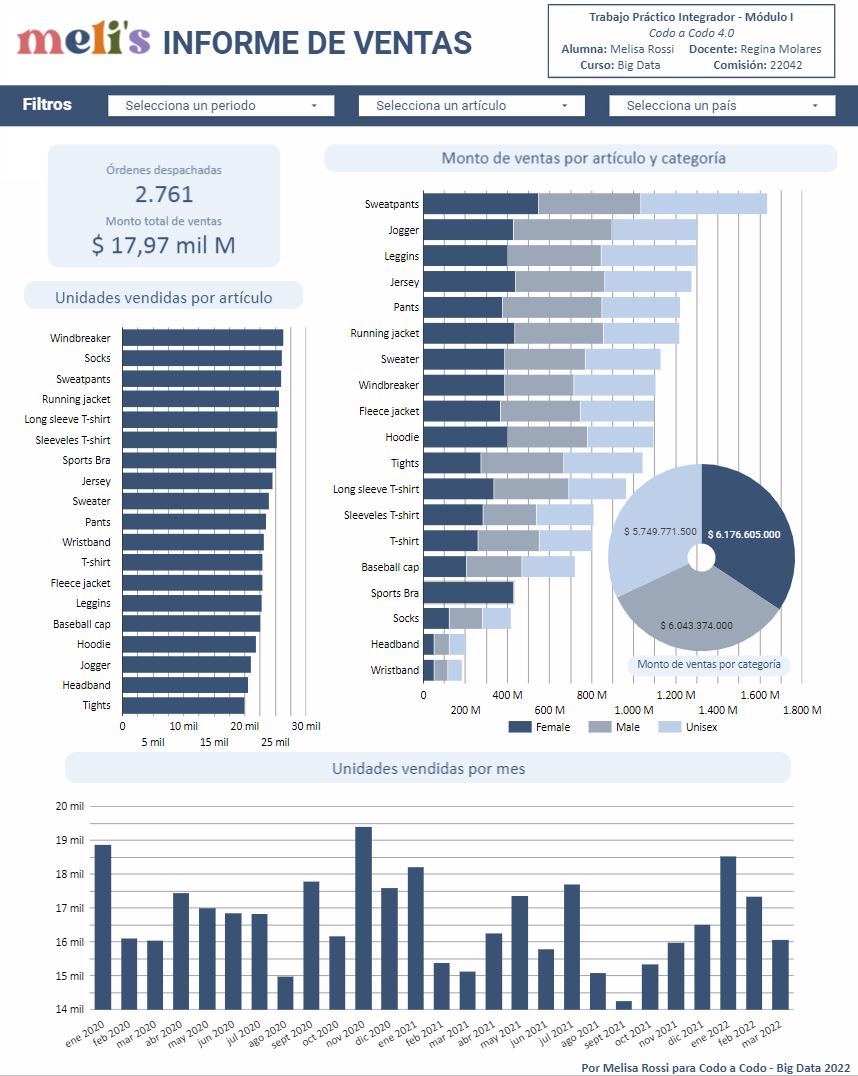 meli's INFORME DE VENTAS
Trabajo Práctico Integrador - Módulo I
Codo a Codo 4.0
Alumna: Melisa Rossi Docente: Regina Molares
Curso: Big Data Comisión: 22042
Filtros
Selecciona un periodo
Selecciona un artículo
Selecciona un país
Órdenes despachadas
2.761
Monto total de ventas
$ 17,97 mil M
Unidades vendidas por artículo
Windbreaker
Socks
Sweatpants
Running jacket
Long sleeve T-shirt
Sleeveles T-shirt
Sports Bra
Jersey
Sweater
Pants
Wristband
T-shirt
Fleece jacket
Leggins
Baseball cap
Hoodie
Jogger
Headband
Tights
0 10 mil 20 mil 30 mil
5 mil 15 mil 25 mil
Monto de ventas por artículo y categoría
Sweatpants
Jogger
Leggins
Jersey
Pants
Running jacket
Sweater
Windbreaker
Fleece jacket
Hoodie
Tights
Long sleeve T-shirt
Sleeveles T-shirt
T-shirt
Baseball cap
Sports Bra
Socks
Headband
Wristband
0 400 M 800 M 1.200 M 1.600 M
200 M 600 M 1.000 M 1.400 M 1.800 M
Female Male Unisex
$ 5.749.771.500
$ 6.176.605.000
$ 6.043.374.000
Monto de ventas por categoría
Unidades vendidas por mes
20 mil
19 mil
18 mil
17 mil
16 mil
15 mil
14 mil
ene 2020
feb 2020
mar 2020
abr 2020
may 2020
jun 2020
jul 2020
ago 2020
sept 2020
oct 2020
nov 2020
dic 2020
ene 2021
feb 2021
mar 2021
abr 2021
may 2021
jun 2021
jul 2021
ago 2021
sept 2021
oct 2021
nov 2021
dic 2021
ene 2022
feb 2022
mar 2022
Por Melisa Rossi para Codo a Codo - Big Data 2022